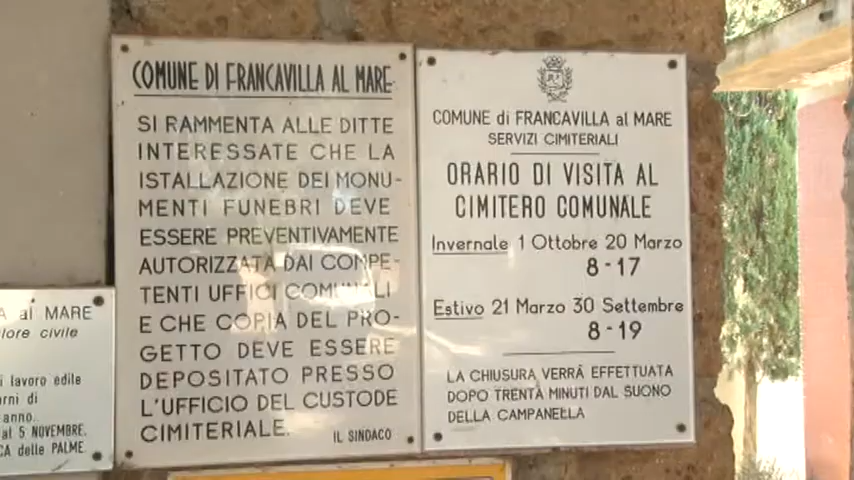 COMUNE DI FRANCAVILLA AL MARE
SI RAMMENTA ALLE DITTE
INTERESSATE CHE LA
ISTALLAZIONE DEI MONU-
MENTI FUNEBRI DEVE
ESSERE PREVENTIVAMENTE
AUTORIZZATA DAI COMPE-
TENTI UFFICI COMUNALI
E CHE COPIA DEL PRO-
GETTO DEVE ESSERE
DEPOSITATO PRESSO
L'UFFICIO DEL CUSTODE
CIMITERIALE.
IL SINDACO
COMUNE di FRANCAVILLA al MARE
SERVIZI CIMITERIALI
ORARIO DI VISITA AL
CIMITERO COMUNALE
Invernale 1 Ottobre 20 Marzo
8-17
Estivo 21 Marzo 30 Settembre
8-19
LA CHIUSURA VERRÁ EFFETTUATA
DOPO TRENTA MINUTI DAL SUONO
DELLA CAMPANELLA
al MARE
civile
lavoro edile
di
anno.
al 5 NOVEMBRE.
delle PALME.